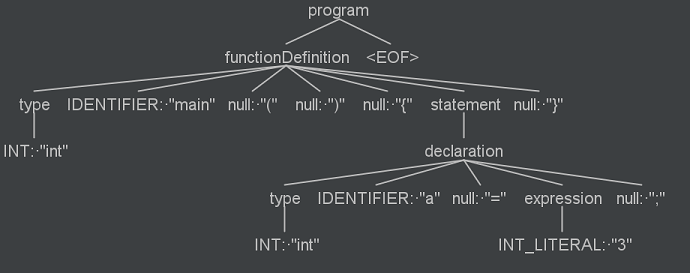 program
functionDefinition <EOF>
type IDENTIFIER:·"main" null:·"(" null:·")" null:·"{" statement null:·"}"
INT:·"int" declaration
type IDENTIFIER:·"a" null:·"=" expression null:·";"
INT:·"int" INT_LITERAL:·"3"